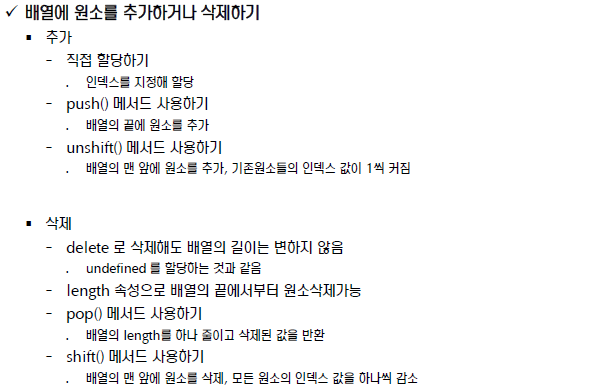 ✓ 배열에 원소를 추가하거나 삭제하기
▪ 추가
- 직접 할당하기
. 인덱스를 지정해 할당
- push() 메서드 사용하기
. 배열의 끝에 원소를 추가
- unshift() 메서드 사용하기
. 배열의 맨 앞에 원소를 추가, 기존원소들의 인덱스 값이 1씩 커짐
▪ 삭제
- delete 로 삭제해도 배열의 길이는 변하지 않음
. undefined 를 할당하는 것과 같음
- length 속성으로 배열의 끝에서부터 원소삭제가능
- pop() 메서드 사용하기
. 배열의 length를 하나 줄이고 삭제된 값을 반환
- shift() 메서드 사용하기
. 배열의 맨 앞에 원소를 삭제, 모든 원소의 인덱스 값을 하나씩 감소